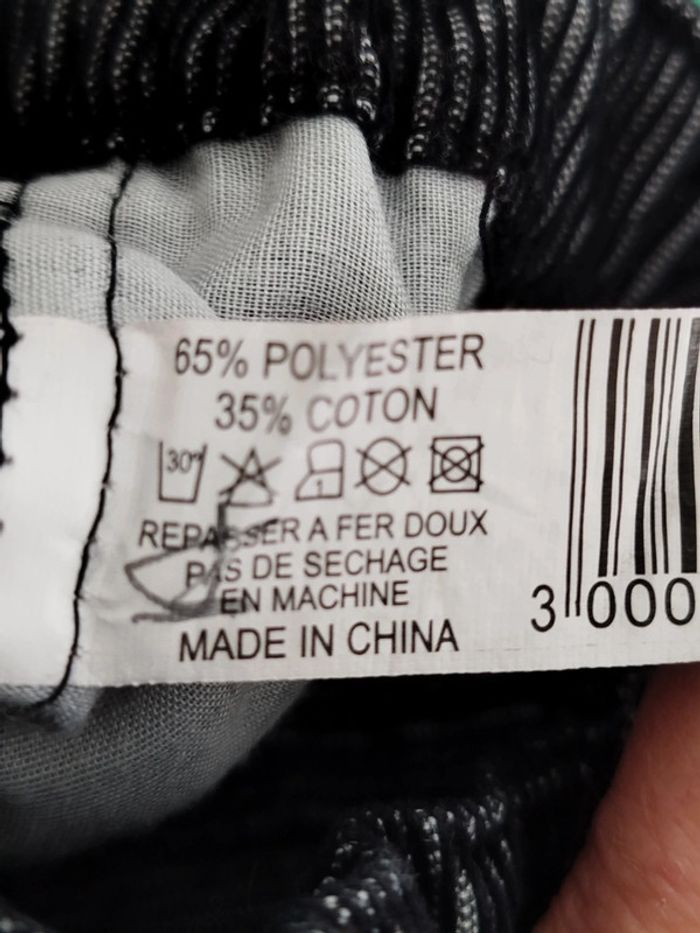 65% POLYESTER
35% COTON
30°
REPASSER A FER DOUX
PAS DE SECHAGE
EN MACHINE
MADE IN CHINA
3 000